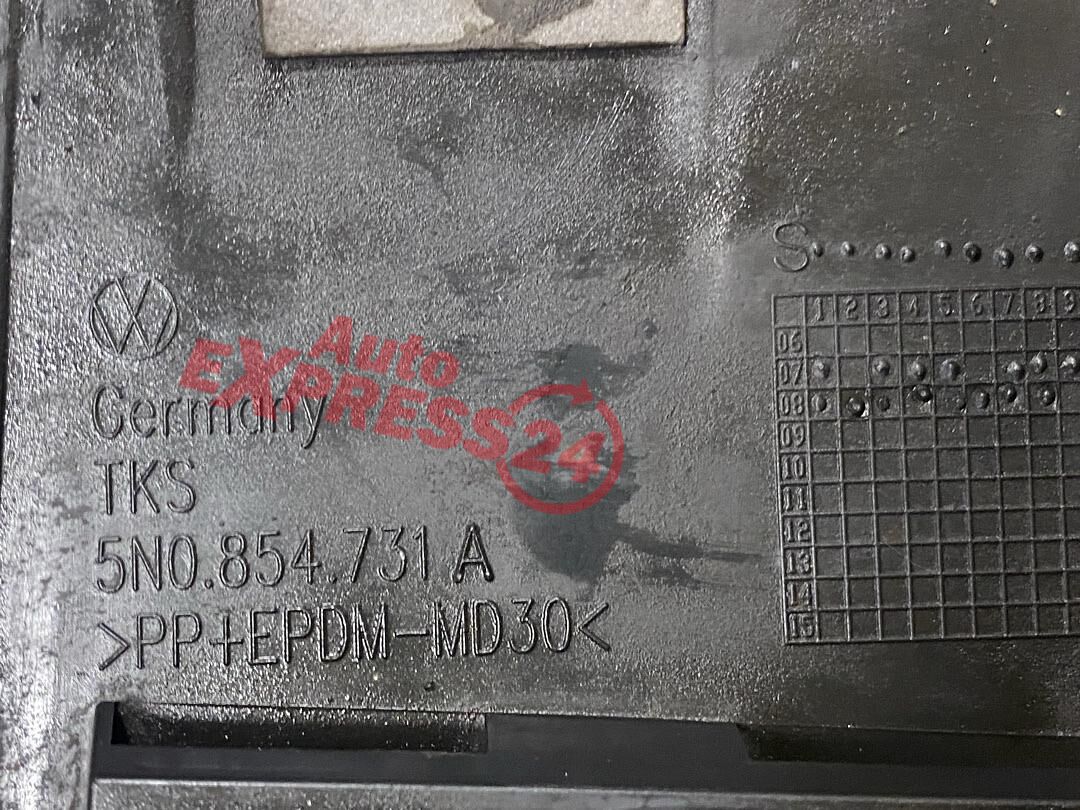 S
1 2 3 4 5 6 7 8 9
06
07
08
09
10
11
12
13
14
15
Auto
EXPRESS24
Germany
TKS
5N0.854.731 A
>PP+EPDM-MD30<